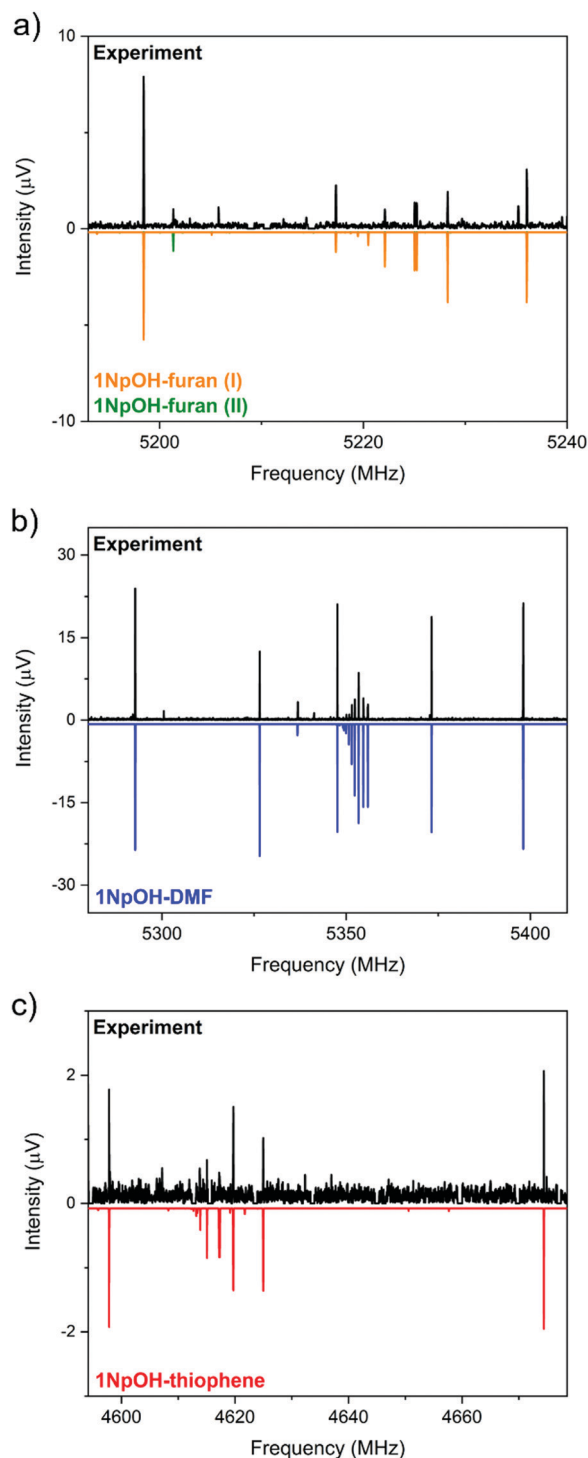 a)
10
Experiment
0
Intensity (µV)
1NpOH-furan (I)
1NpOH-furan (II)
-10
5200 5220 5240
Frequency (MHz)
b)
Experiment
30
15
0
Intensity (µV)
-15
-30
1NpOH-DMF
5300 5350 5400
Frequency (MHz)
c)
Experiment
2
0
Intensity (µV)
-2
1NpOH-thiophene
4600 4620 4640 4660
Frequency (MHz)